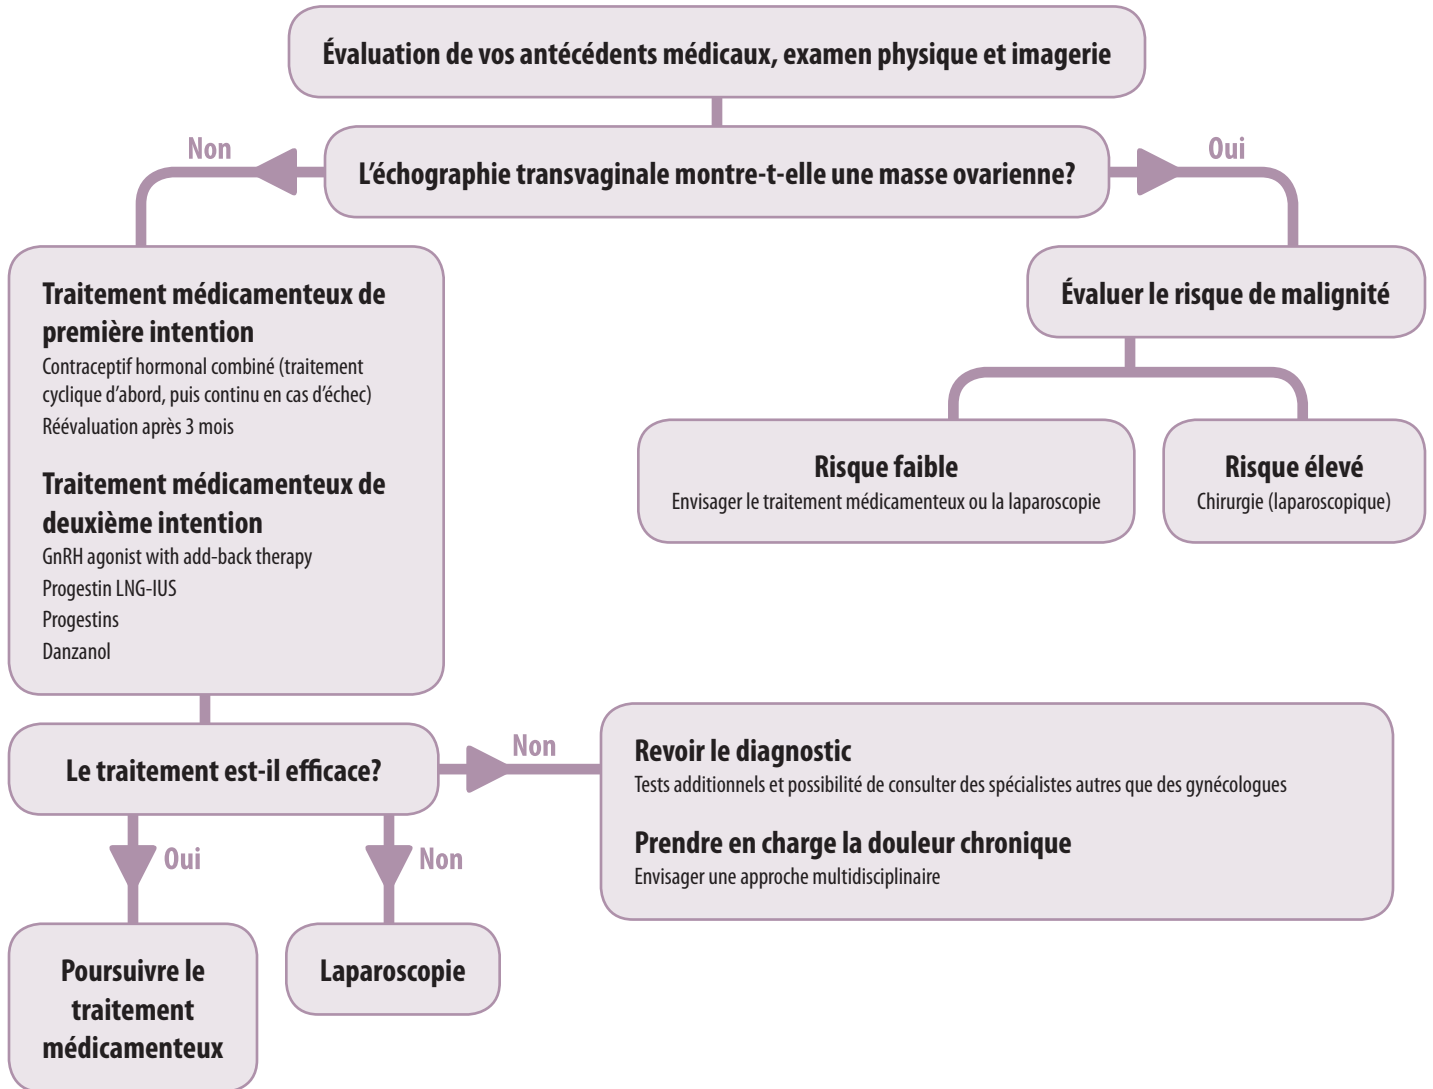 Évaluation de vos antécédents médicaux, examen physique et imagerie
L'échographie transvaginale montre-t-elle une masse ovarienne?
Non
Oui
Traitement médicamenteux de
première intention
Contraceptif hormonal combiné (traitement
cyclique d'abord, puis continu en cas d'échec)
Réévaluation après 3 mois
Traitement médicamenteux de
deuxième intention
GnRH agonist with add-back therapy
Progestin LNG-IUS
Progestins
Danzanol
Évaluer le risque de malignité
Risque faible
Envisager le traitement médicamenteux ou la laparoscopie
Risque élevé
Chirurgie (laparoscopique)
Le traitement est-il efficace?
Non
Revoir le diagnostic
Tests additionnels et possibilité de consulter des spécialistes autres que des gynécologues
Prendre en charge la douleur chronique
Envisager une approche multidisciplinaire
Oui
Non
Poursuivre le
traitement
médicamenteux
Laparoscopie